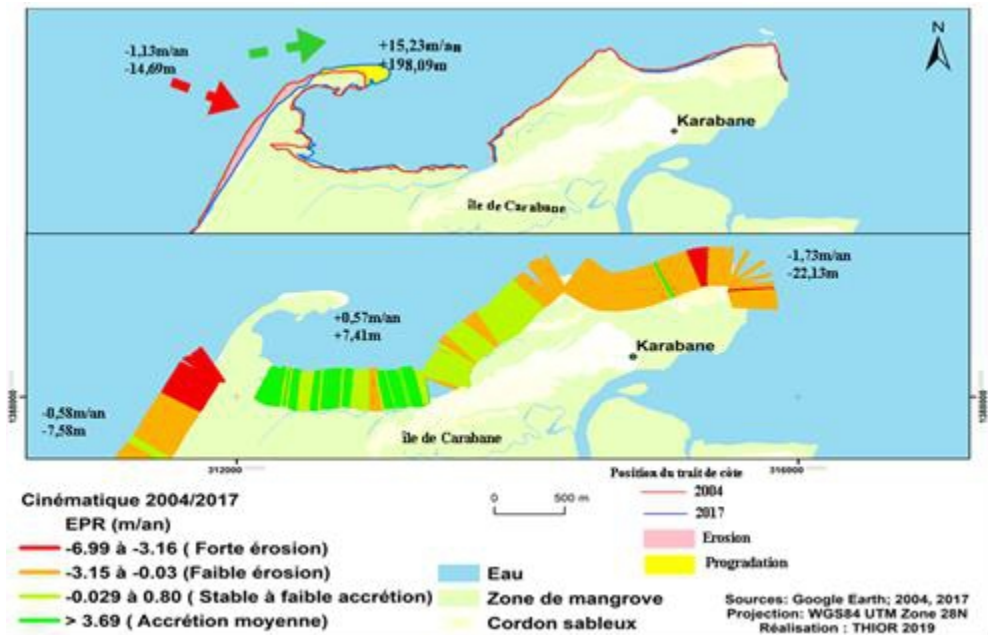 N
-1,13m/an
-14,69m
+15,23m/an
+198,09m
Karabane
île de Carabane
-1,73m/an
-22,13m
+0,57m/an
+7,41m
Karabane
-0,58m/an
-7,58m
île de Carabane
1388000
1388000
312000
316000
Cinématique 2004/2017
EPR (m/an)
-6.99 à -3.16 ( Forte érosion)
-3.15 à -0.03 (Faible érosion)
-0.029 à 0.80 ( Stable à faible accrétion)
> 3.69 ( Accrétion moyenne)
0 500 m
Eau
Zone de mangrove
Cordon sableux
Position du trait de côte
2004
2017
Erosion
Progradation
Sources: Google Earth; 2004, 2017
Projection: WGS84 UTM Zone 28N
Réalisation : THIOR 2019